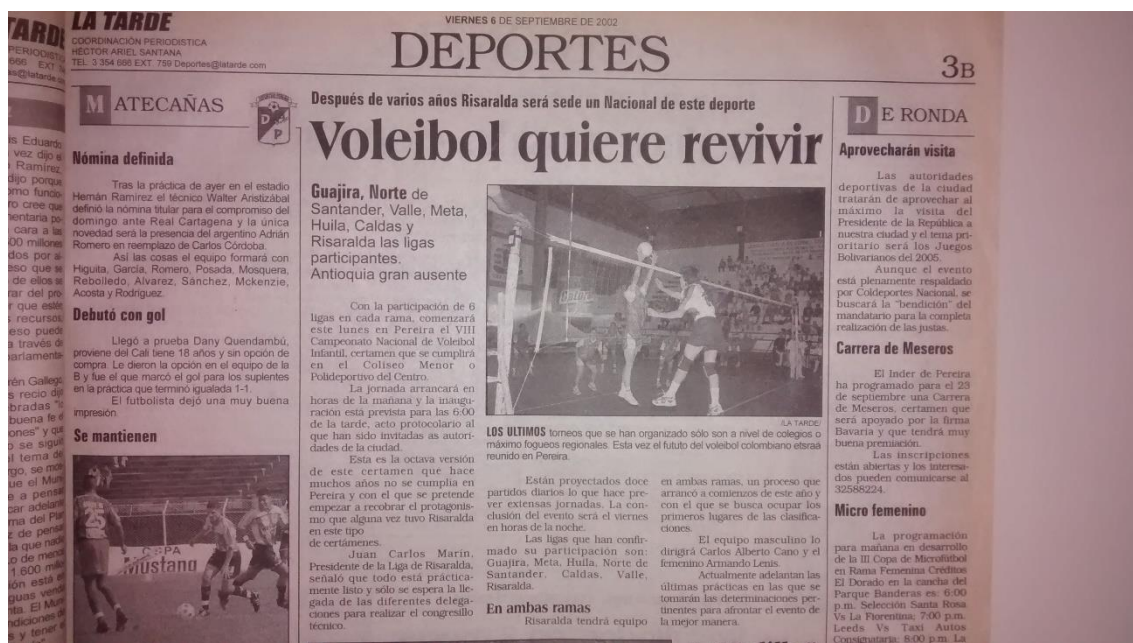 LA TARDE
COORDINACIÓN PERIODISTICA
HÉCTOR ARIEL SANTANA
TEL. 3 354 666 EXT. 759 Deportes@latarde.com
VIERNES 6 DE SEPTIEMBRE DE 2002
DEPORTES
3B
MATECAÑAS
Nómina definida
Tras la práctica de ayer en el estadio
Hernán Ramírez el técnico Walter Aristizábal
definió la nómina titular para el compromiso del
domingo ante Real Cartagena y la única
novedad será la presencia del argentino Adrián
Romero en reemplazo de Carlos Córdoba.
Así las cosas el equipo formará con
Higuita, García, Romero, Posada, Mosquera,
Rebolledo, Alvarez, Sánchez, Mckenzie,
Acosta y Rodríguez.
Debutó con gol
Llegó a prueba Dany Quendambú,
proviene del Cali tiene 18 años y sin opción de
compra. Le dieron la opción en el equipo de la
B y fue el que marcó el gol para los suplentes
en la práctica que terminó igualada 1-1.
El futbolista dejó una muy buena
impresión.
Se mantienen
Mustang
Después de varios años Risaralda será sede un Nacional de este deporte
Voleibol quiere revivir
Guajira, Norte de
Santander, Valle, Meta,
Huila, Caldas y
Risaralda las ligas
participantes.
Antioquia gran ausente
Con la participación de 6
ligas en cada rama, comenzará
este lunes en Pereira el VIII
Campeonato Nacional de Voleibol
Infantil, certamen que se cumplirá
en el Coliseo Menor o
Polideportivo del Centro.
La jornada arrancará en
horas de la mañana y la inaugu-
ración está prevista para las 6:00
de la tarde, acto protocolario al
que han sido invitadas as autori-
dades de la ciudad.
Esta es la octava versión
de este certamen que hace
muchos años no se cumplia en
Pereira y con el que se pretende
empezar a recobrar el protagonis-
mo que alguna vez tuvo Risaralda
en este tipo
de certámenes.
Juan Carlos Marín,
Presidente de la Liga de Risaralda,
señaló que todo está práctica-
mente listo y sólo se espera la lle-
gada de las diferentes delega-
ciones para realizar el congresillo
técnico.
/LA TARDE/
LOS ULTIMOS torneos que se han organizado sólo son a nivel de colegios o
máximo fogueos regionales. Esta vez el fututo del voleibol colombiano etsraá
reunido en Pereira.
Están proyectados doce
partidos diarios lo que hace pre-
ver extensas jornadas. La con-
clusión del evento será el viernes
en horas de la noche.
Las ligas que han confir-
mado su participación son:
Guajira, Meta, Huila, Norte de
Santander, Caldas, Valle,
Risaralda.
En ambas ramas
Risaralda tendrá equipo
en ambas ramas, un proceso que
arrancó a comienzos de este año y
con el que se busca ocupar los
primeros lugares de las clasifica-
ciones.
El equipo masculino lo
dirigirá Carlos Alberto Cano y el
femenino Armando Lenis.
Actualmente adelantan las
últimas prácticas en las que se
tomarán las determinaciones per-
tinentes para afrontar el evento de
la mejor manera.
DE RONDA
Aprovecharán visita
Las autoridades
deportivas de la ciudad
tratarán de aprovechar al
máximo la visita del
Presidente de la República a
nuestra ciudad y el tema pri-
oritario será los Juegos
Bolivarianos del 2005.
Aunque el evento
está plenamente respaldado
por Coldeportes Nacional, se
buscará la "bendición" del
mandatario para la completa
realización de las justas.
Carrera de Meseros
El Inder de Pereira
ha programado para el 23
de septiembre una Carrera
de Meseros, certamen que
será apoyado por la firma
Bavaria y que tendrá muy
buena premiación.
Las inscripciones
están abiertas y los interesa-
dos pueden comunicarse al
32588224.
Micro femenino
La programación
para mañana en desarrollo
de la III Copa de Microfútbol
en Rama Femenina Créditos
El Dorado en la cancha del
Parque Banderas es: 6:00
p.m. Selección Santa Rosa
Vs La Florentina; 7:00 p.m.
Leeds Vs Taxi Autos
Consignataria; 8:00 p.m. La